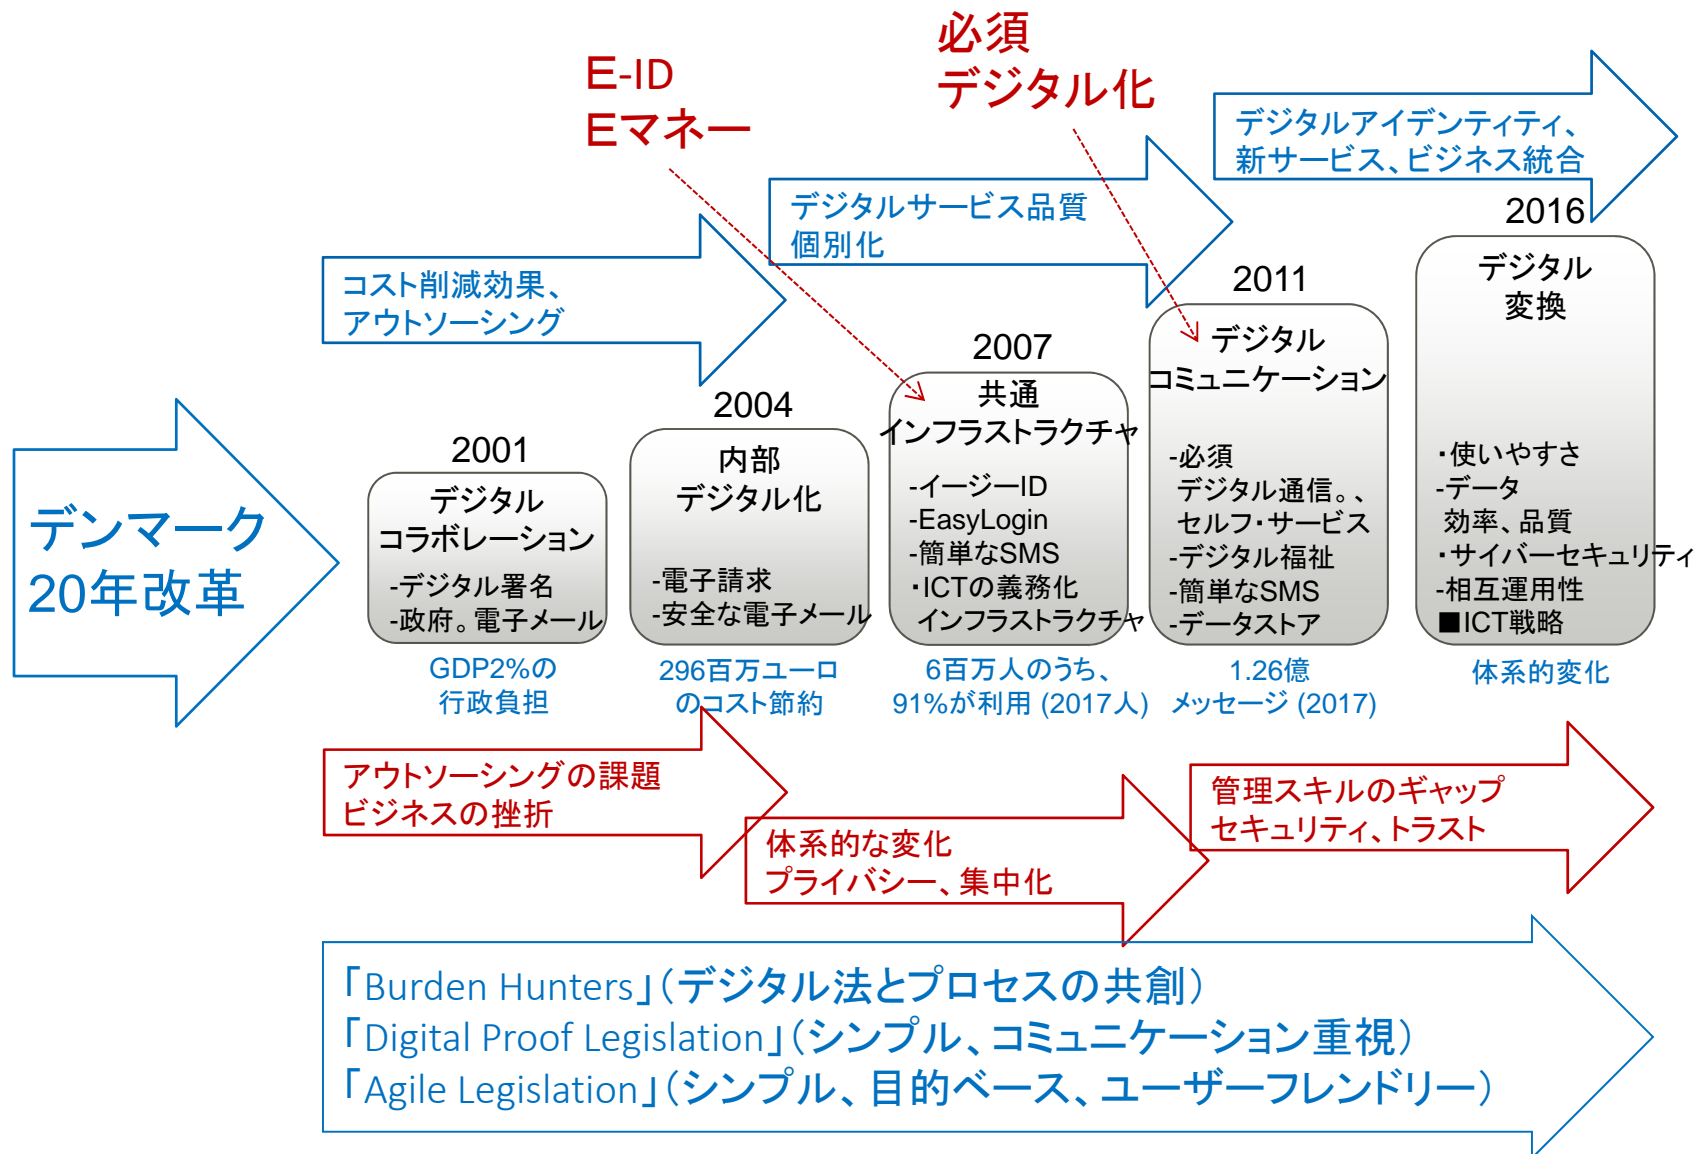 必須
デジタル化
E-ID
Eマネー
デジタルアイデンティティ、
新サービス、ビジネス統合
デジタルサービス品質
個別化
コスト削減効果、
アウトソーシング
デンマーク
20年改革
2001
デジタル
コラボレーション
-デジタル署名
-政府。電子メール
GDP2%の
行政負担
2004
内部
デジタル化
-電子請求
-安全な電子メール
296百万ユーロ
のコスト節約
2007
共通
インフラストラクチャ
-イージーID
-EasyLogin
-簡単なSMS
・ICTの義務化
インフラストラクチャ
6百万人のうち、
91%が利用 (2017人)
2011
デジタル
コミュニケーション
-必須
デジタル通信。、
セルフ・サービス
-デジタル福祉
-簡単なSMS
-データストア
1.26億
メッセージ (2017)
2016
デジタル
変換
・使いやすさ
-データ
効率、品質
・サイバーセキュリティ
-相互運用性
■ICT戦略
体系的変化
アウトソーシングの課題
ビジネスの挫折
体系的な変化
プライバシー、集中化
管理スキルのギャップ
セキュリティ、トラスト
「Burden Hunters」(デジタル法とプロセスの共創)
「Digital Proof Legislation」(シンプル、コミュニケーション重視)
「Agile Legislation」(シンプル、目的ベース、ユーザーフレンドリー)